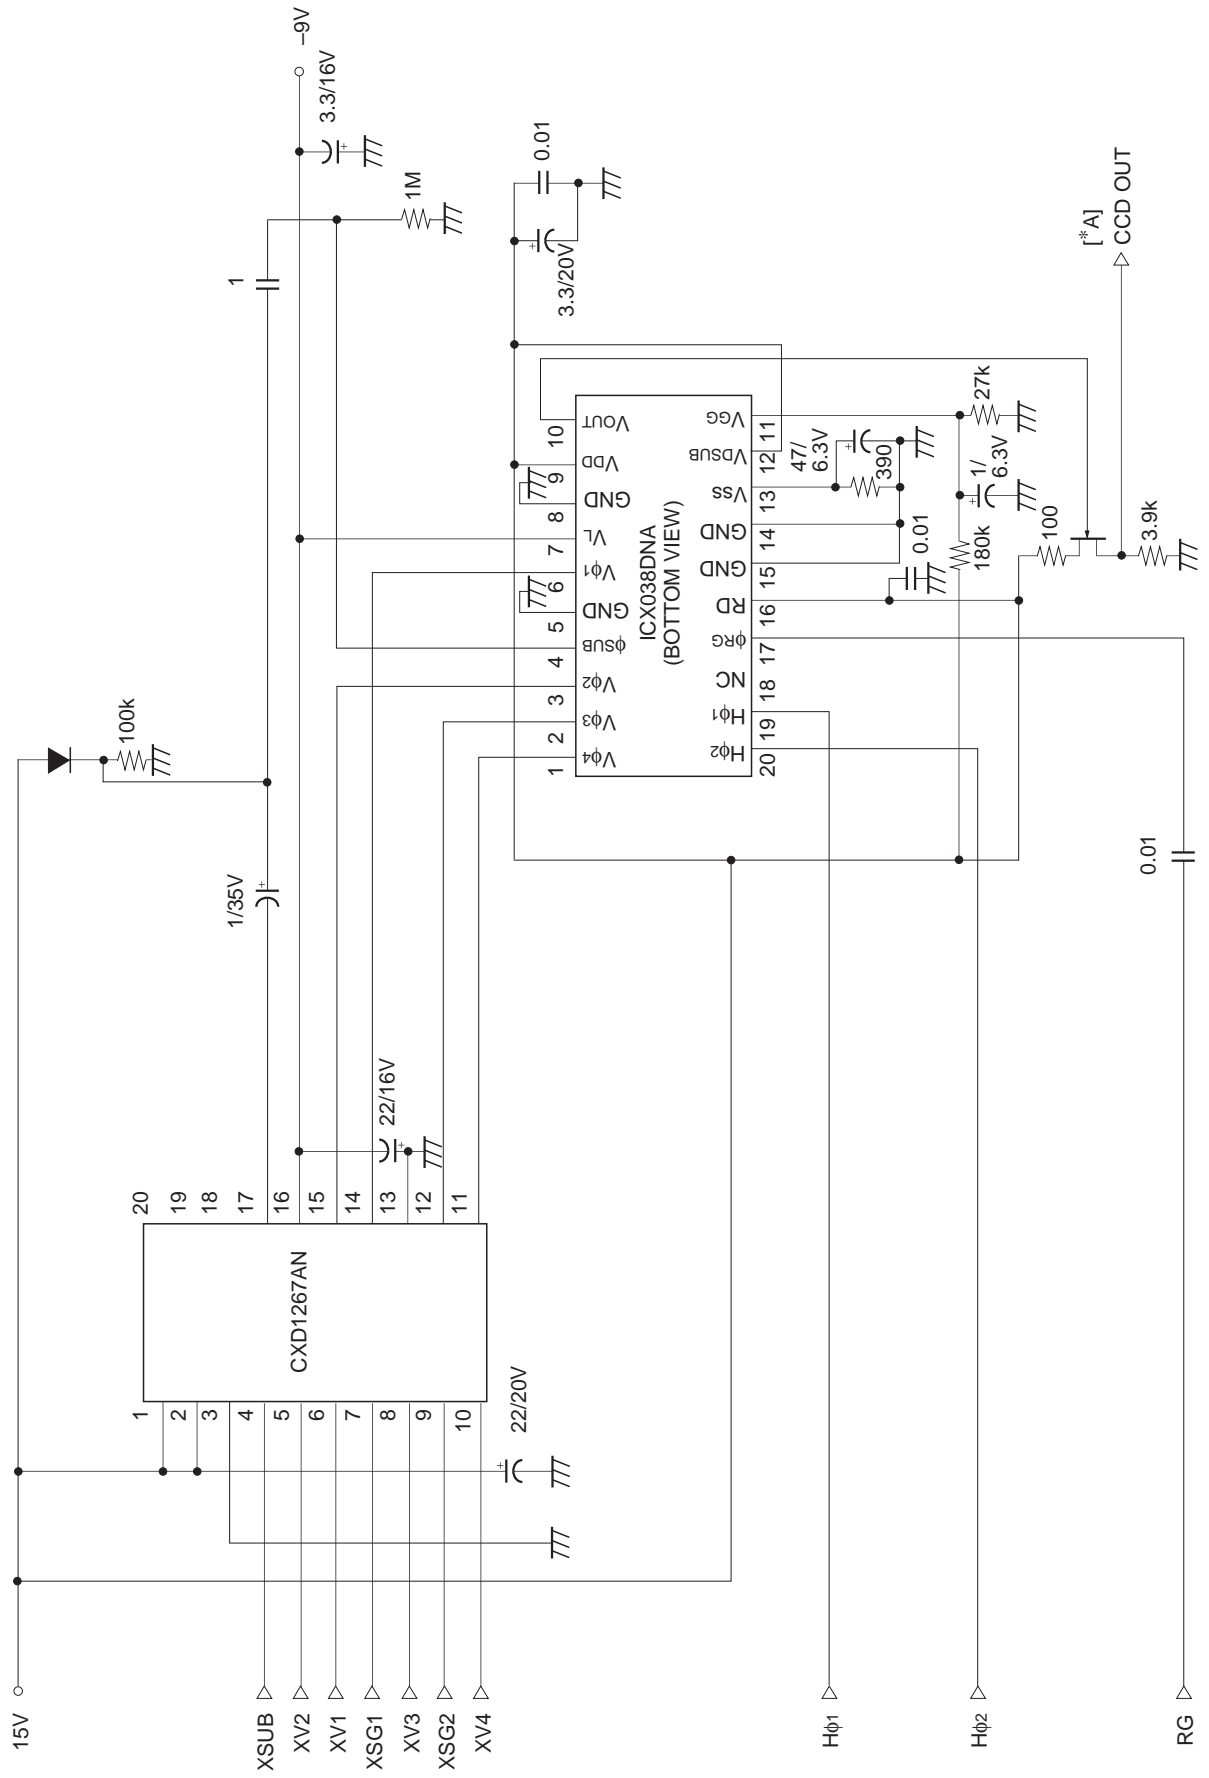 15V
XSUB
XV2
XV1
XSG1
XV3
XSG2
XV4
Hϕ1
Hϕ2
RG
22/20V
1
2
3
4
5
6
7
8
9
10
CXD1267AN
20
19
18
17
16
15
14
13
12
11
22/16V
1/35V
100k
1
–9V
3.3/16V
1M
0.01
3.3/20V
1
2
3
4
5
6
7
8
9
10
Vϕ4
Vϕ3
Vϕ2
ϕSUB
GND
Vϕ1
VL
GND
VDD
VOUT
ICX038DNA
(BOTTOM VIEW)
Hϕ2
Hϕ1
NC
ϕRG
RD
GND
GND
VSS
VDSUB
VGG
20
19
18
17
16
15
14
13
12
11
47/
6.3V
390
0.01
27k
1/
6.3V
180k
100
3.9k
0.01
[*A]
CCD OUT